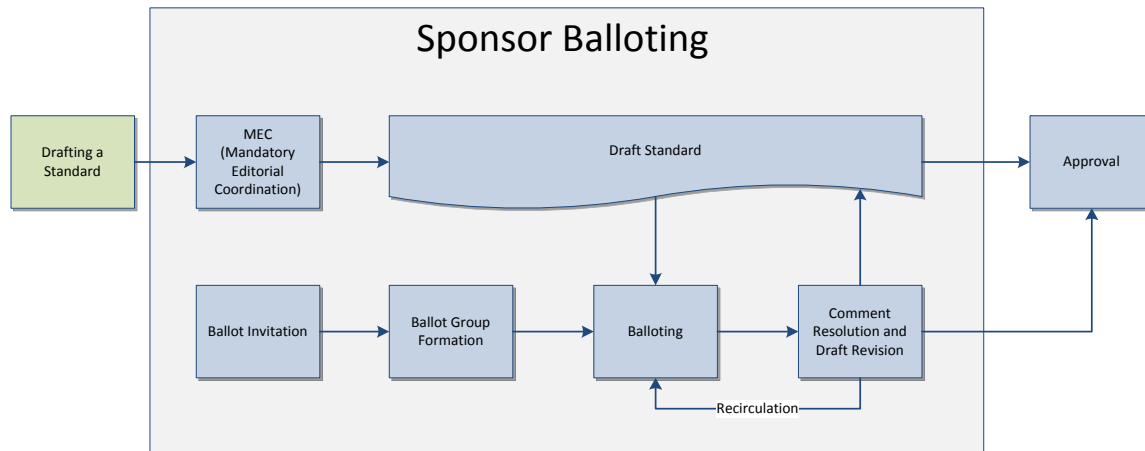 Sponsor Balloting
Drafting a
Standard
MEC
(Mandatory
Editorial
Coordination)
Draft Standard
Approval
Ballot Invitation
Ballot Group
Formation
Balloting
Comment
Resolution and
Draft Revision
Recirculation